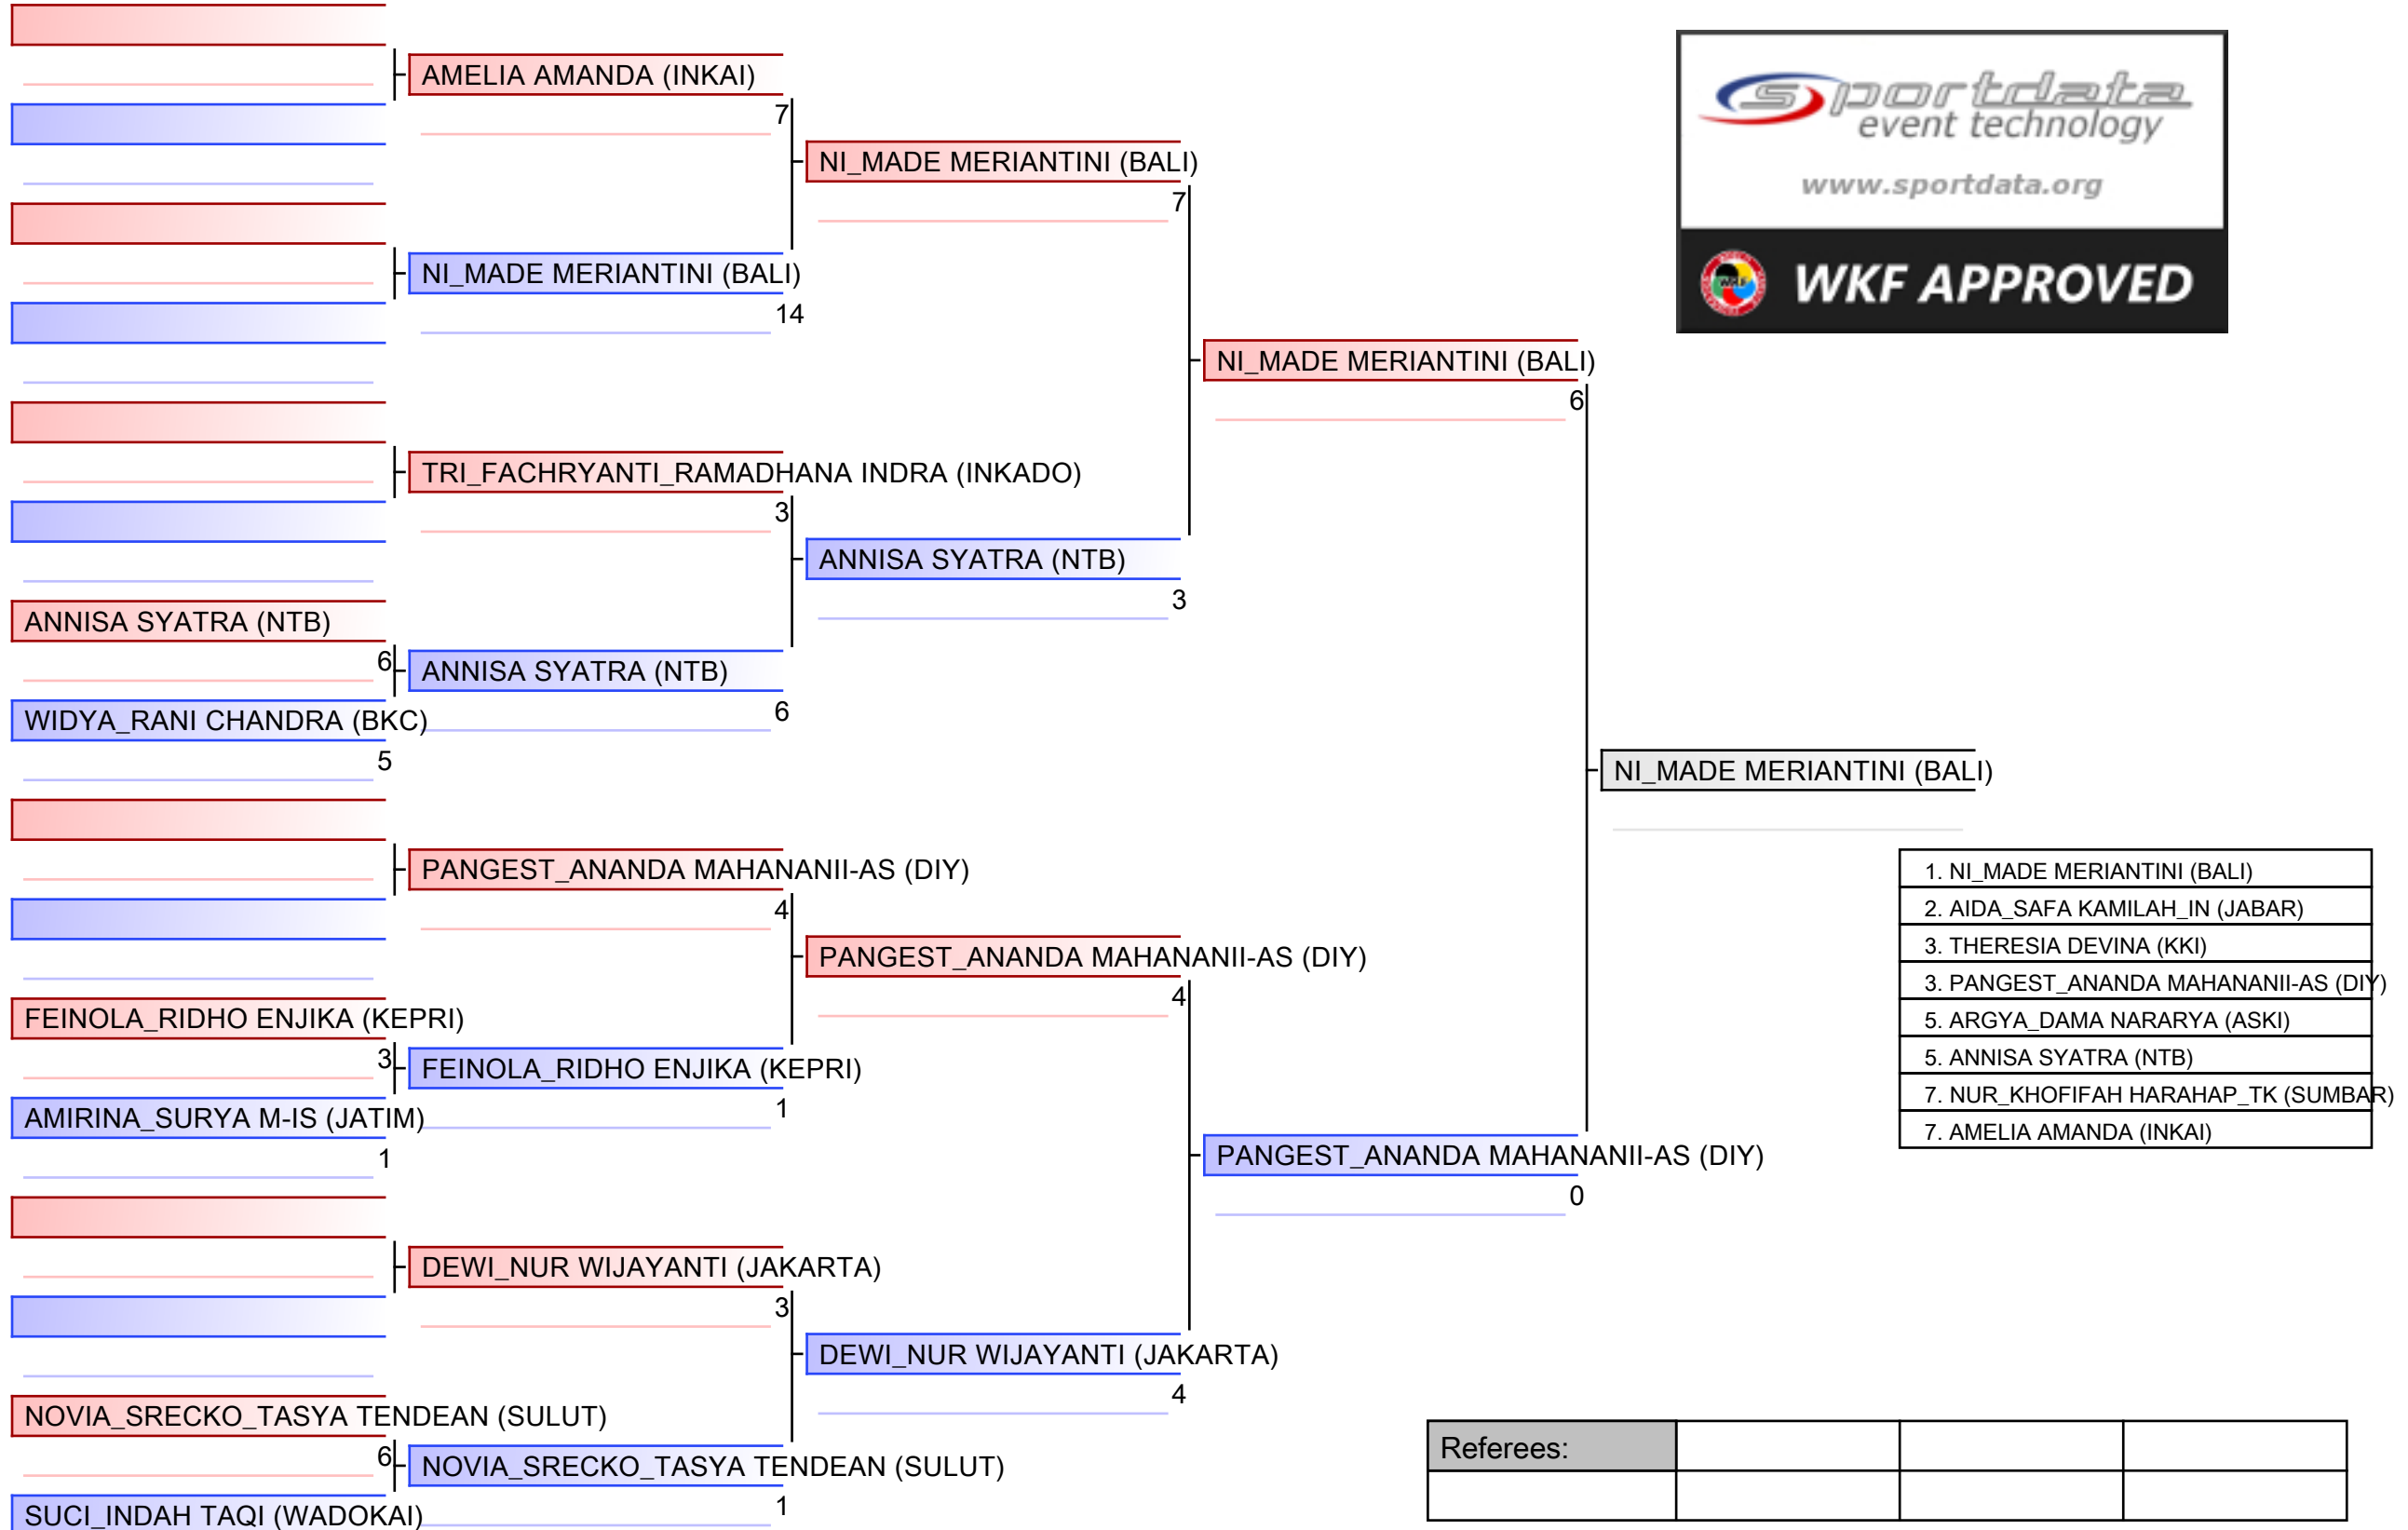 AMELIA AMANDA (INKAI)
7
NI_MADE MERIANTINI (BALI)
7
NI_MADE MERIANTINI (BALI)
14
NI_MADE MERIANTINI (BALI)
6
TRI_FACHRYANTI_RAMADHANA INDRA (INKADO)
3
ANNISA SYATRA (NTB)
3
ANNISA SYATRA (NTB)
6
ANNISA SYATRA (NTB)
6
WIDYA_RANI CHANDRA (BKC)
5
NI_MADE MERIANTINI (BALI)
PANGEST_ANANDA MAHANANII-AS (DIY)
4
PANGEST_ANANDA MAHANANII-AS (DIY)
4
FEINOLA_RIDHO ENJIKA (KEPRI)
3
FEINOLA_RIDHO ENJIKA (KEPRI)
1
AMIRINA_SURYA M-IS (JATIM)
1
PANGEST_ANANDA MAHANANII-AS (DIY)
0
DEWI_NUR WIJAYANTI (JAKARTA)
3
DEWI_NUR WIJAYANTI (JAKARTA)
4
NOVIA_SRECKO_TASYA TENDEAN (SULUT)
6
NOVIA_SRECKO_TASYA TENDEAN (SULUT)
1
SUCI_INDAH TAQI (WADOKAI)
sportdata
event technology
www.sportdata.org
WKF
WKF APPROVED
1. NI_MADE MERIANTINI (BALI)
2. AIDA_SAFA KAMILAH_IN (JABAR)
3. THERESIA DEVINA (KKI)
3. PANGEST_ANANDA MAHANANII-AS (DIY)
5. ARGYA_DAMA NARARYA (ASKI)
5. ANNISA SYATRA (NTB)
7. NUR_KHOFIFAH HARAHAP_TK (SUMBAR)
7. AMELIA AMANDA (INKAI)
Referees: